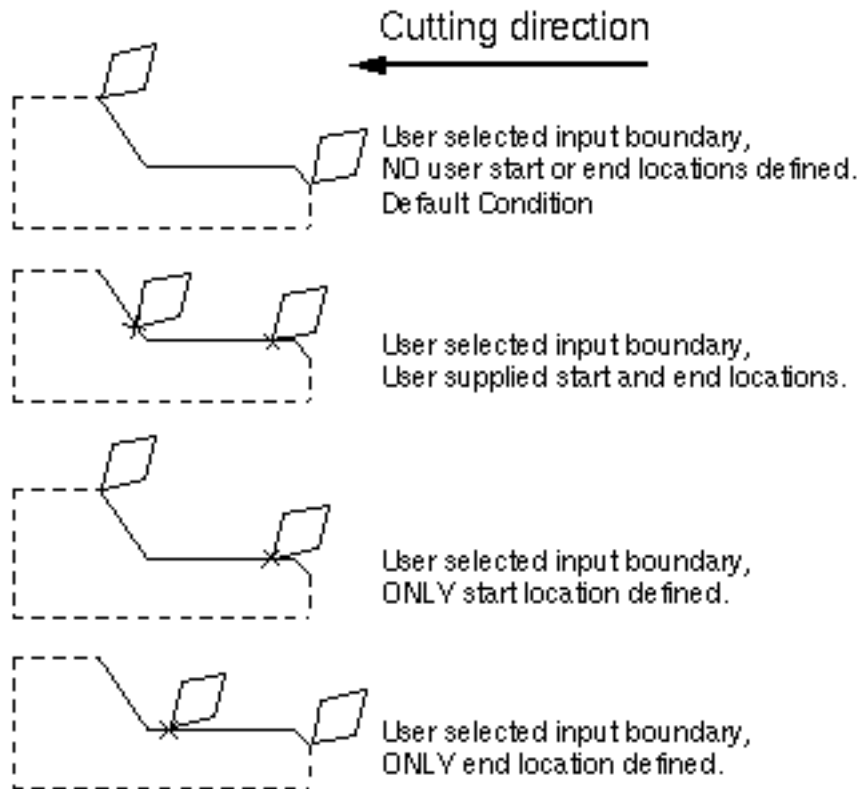 Cutting direction
User selected input boundary,
NO user start or end locations defined.
Default Condition
User selected input boundary,
User supplied start and end locations.
User selected input boundary,
ONLY start location defined.
User selected input boundary,
ONLY end location defined.